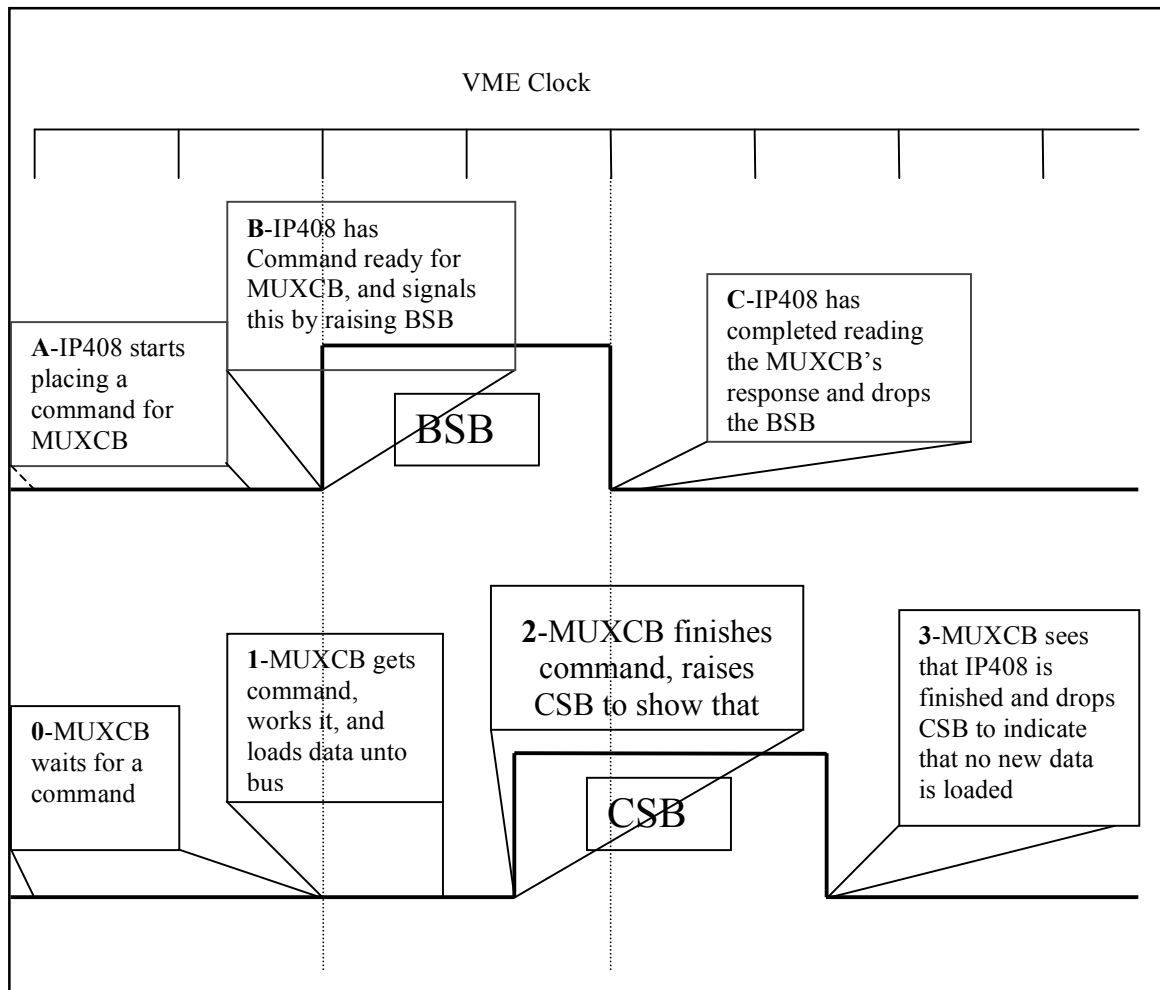 VME Clock
B-IP408 has
Command ready for
MUXCB, and signals
this by raising BSB
C-IP408 has
completed reading
the MUXCB's
response and drops
the BSB
A-IP408 starts
placing a
command for
MUXCB
BSB
2-MUXCB finishes
command, raises
CSB to show that
3-MUXCB sees
that IP408 is
finished and drops
CSB to indicate
that no new data
is loaded
1-MUXCB gets
command,
works it, and
loads data unto
bus
0-MUXCB
waits for a
command
CSB